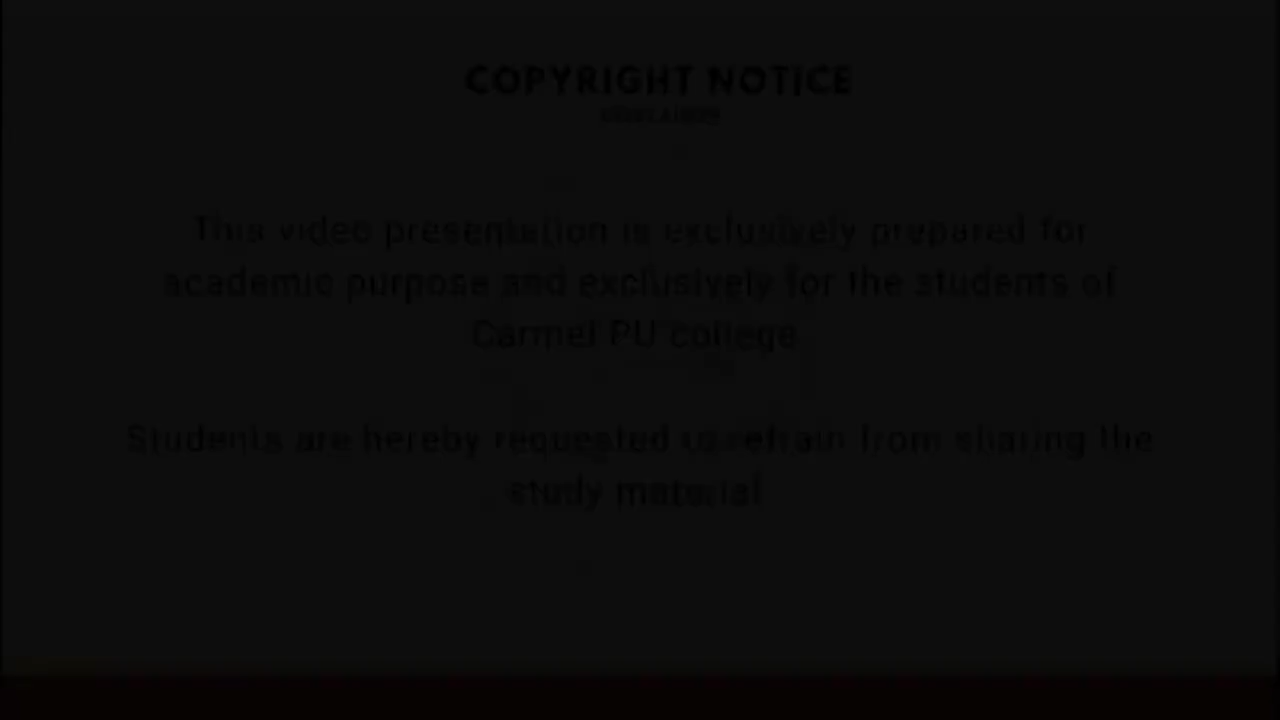 COPYRIGHT NOTICE
This video presentation is exclusively prepared for
academic purpose and exclusively for the students of
Carmel PU college
Students are hereby requested to refrain from sharing the
study material